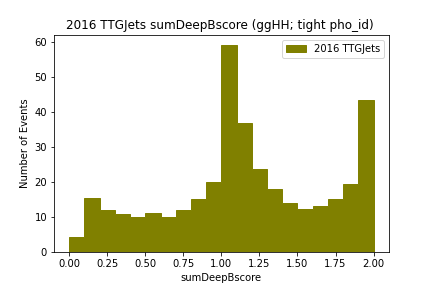 2016 TTGJets sumDeepBscore (ggHH; tight pho_id)
2016 TTGJets
Number of Events
60
50
40
30
20
10
0
0.00 0.25 0.50 0.75 1.00 1.25 1.50 1.75 2.00
sumDeepBscore